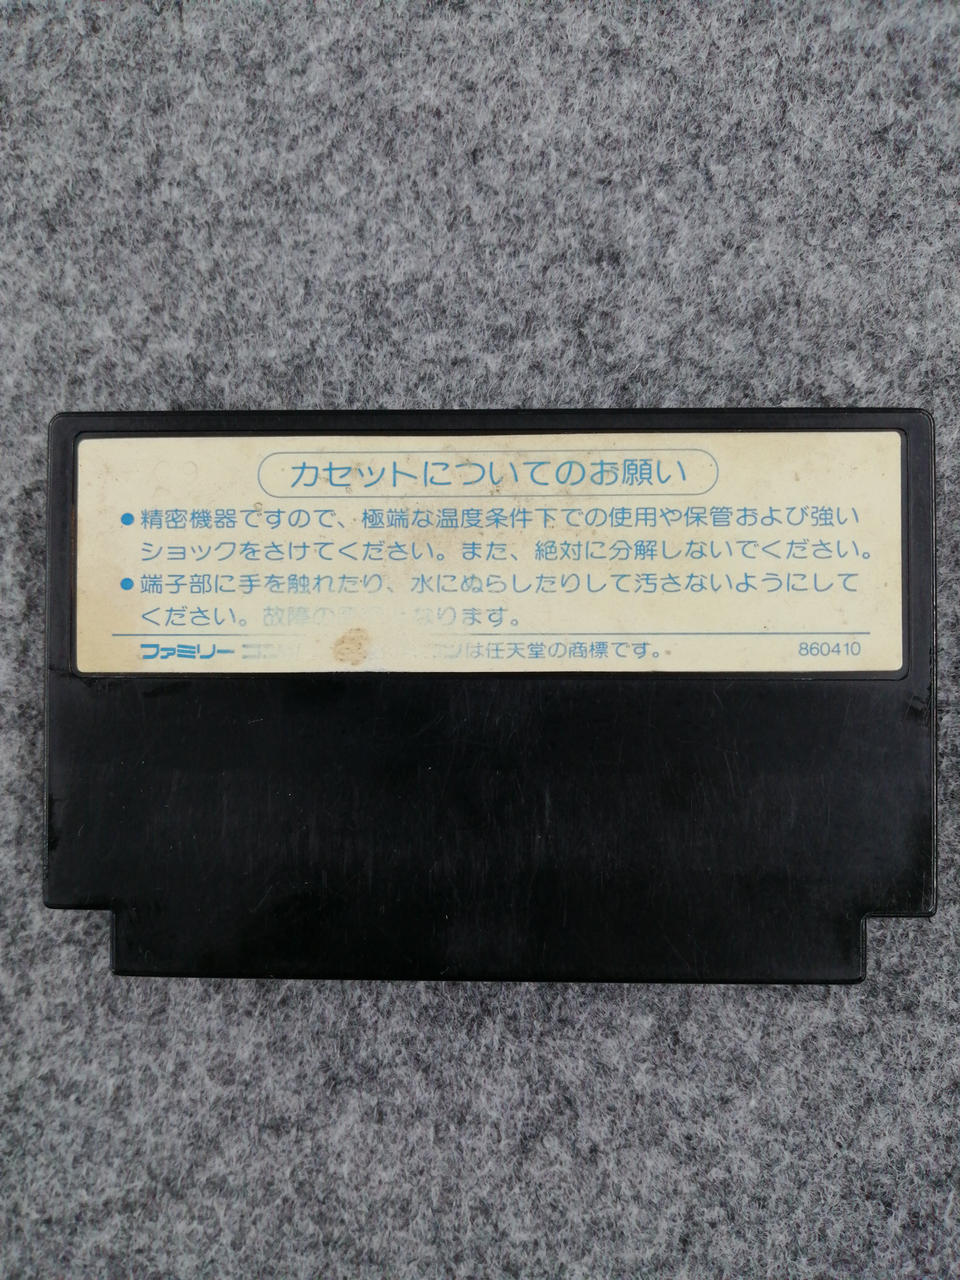 カセットについてのお願い
●精密機器ですので、極端な温度条件下での使用や保管および強い
ショックをさけてください。また、絶対に分解しないでください。
●端子部に手を触れたり、水にぬらしたりして汚さないようにして
ください。故障の なります。
ファミリー ンは任天堂の商標です。 860410